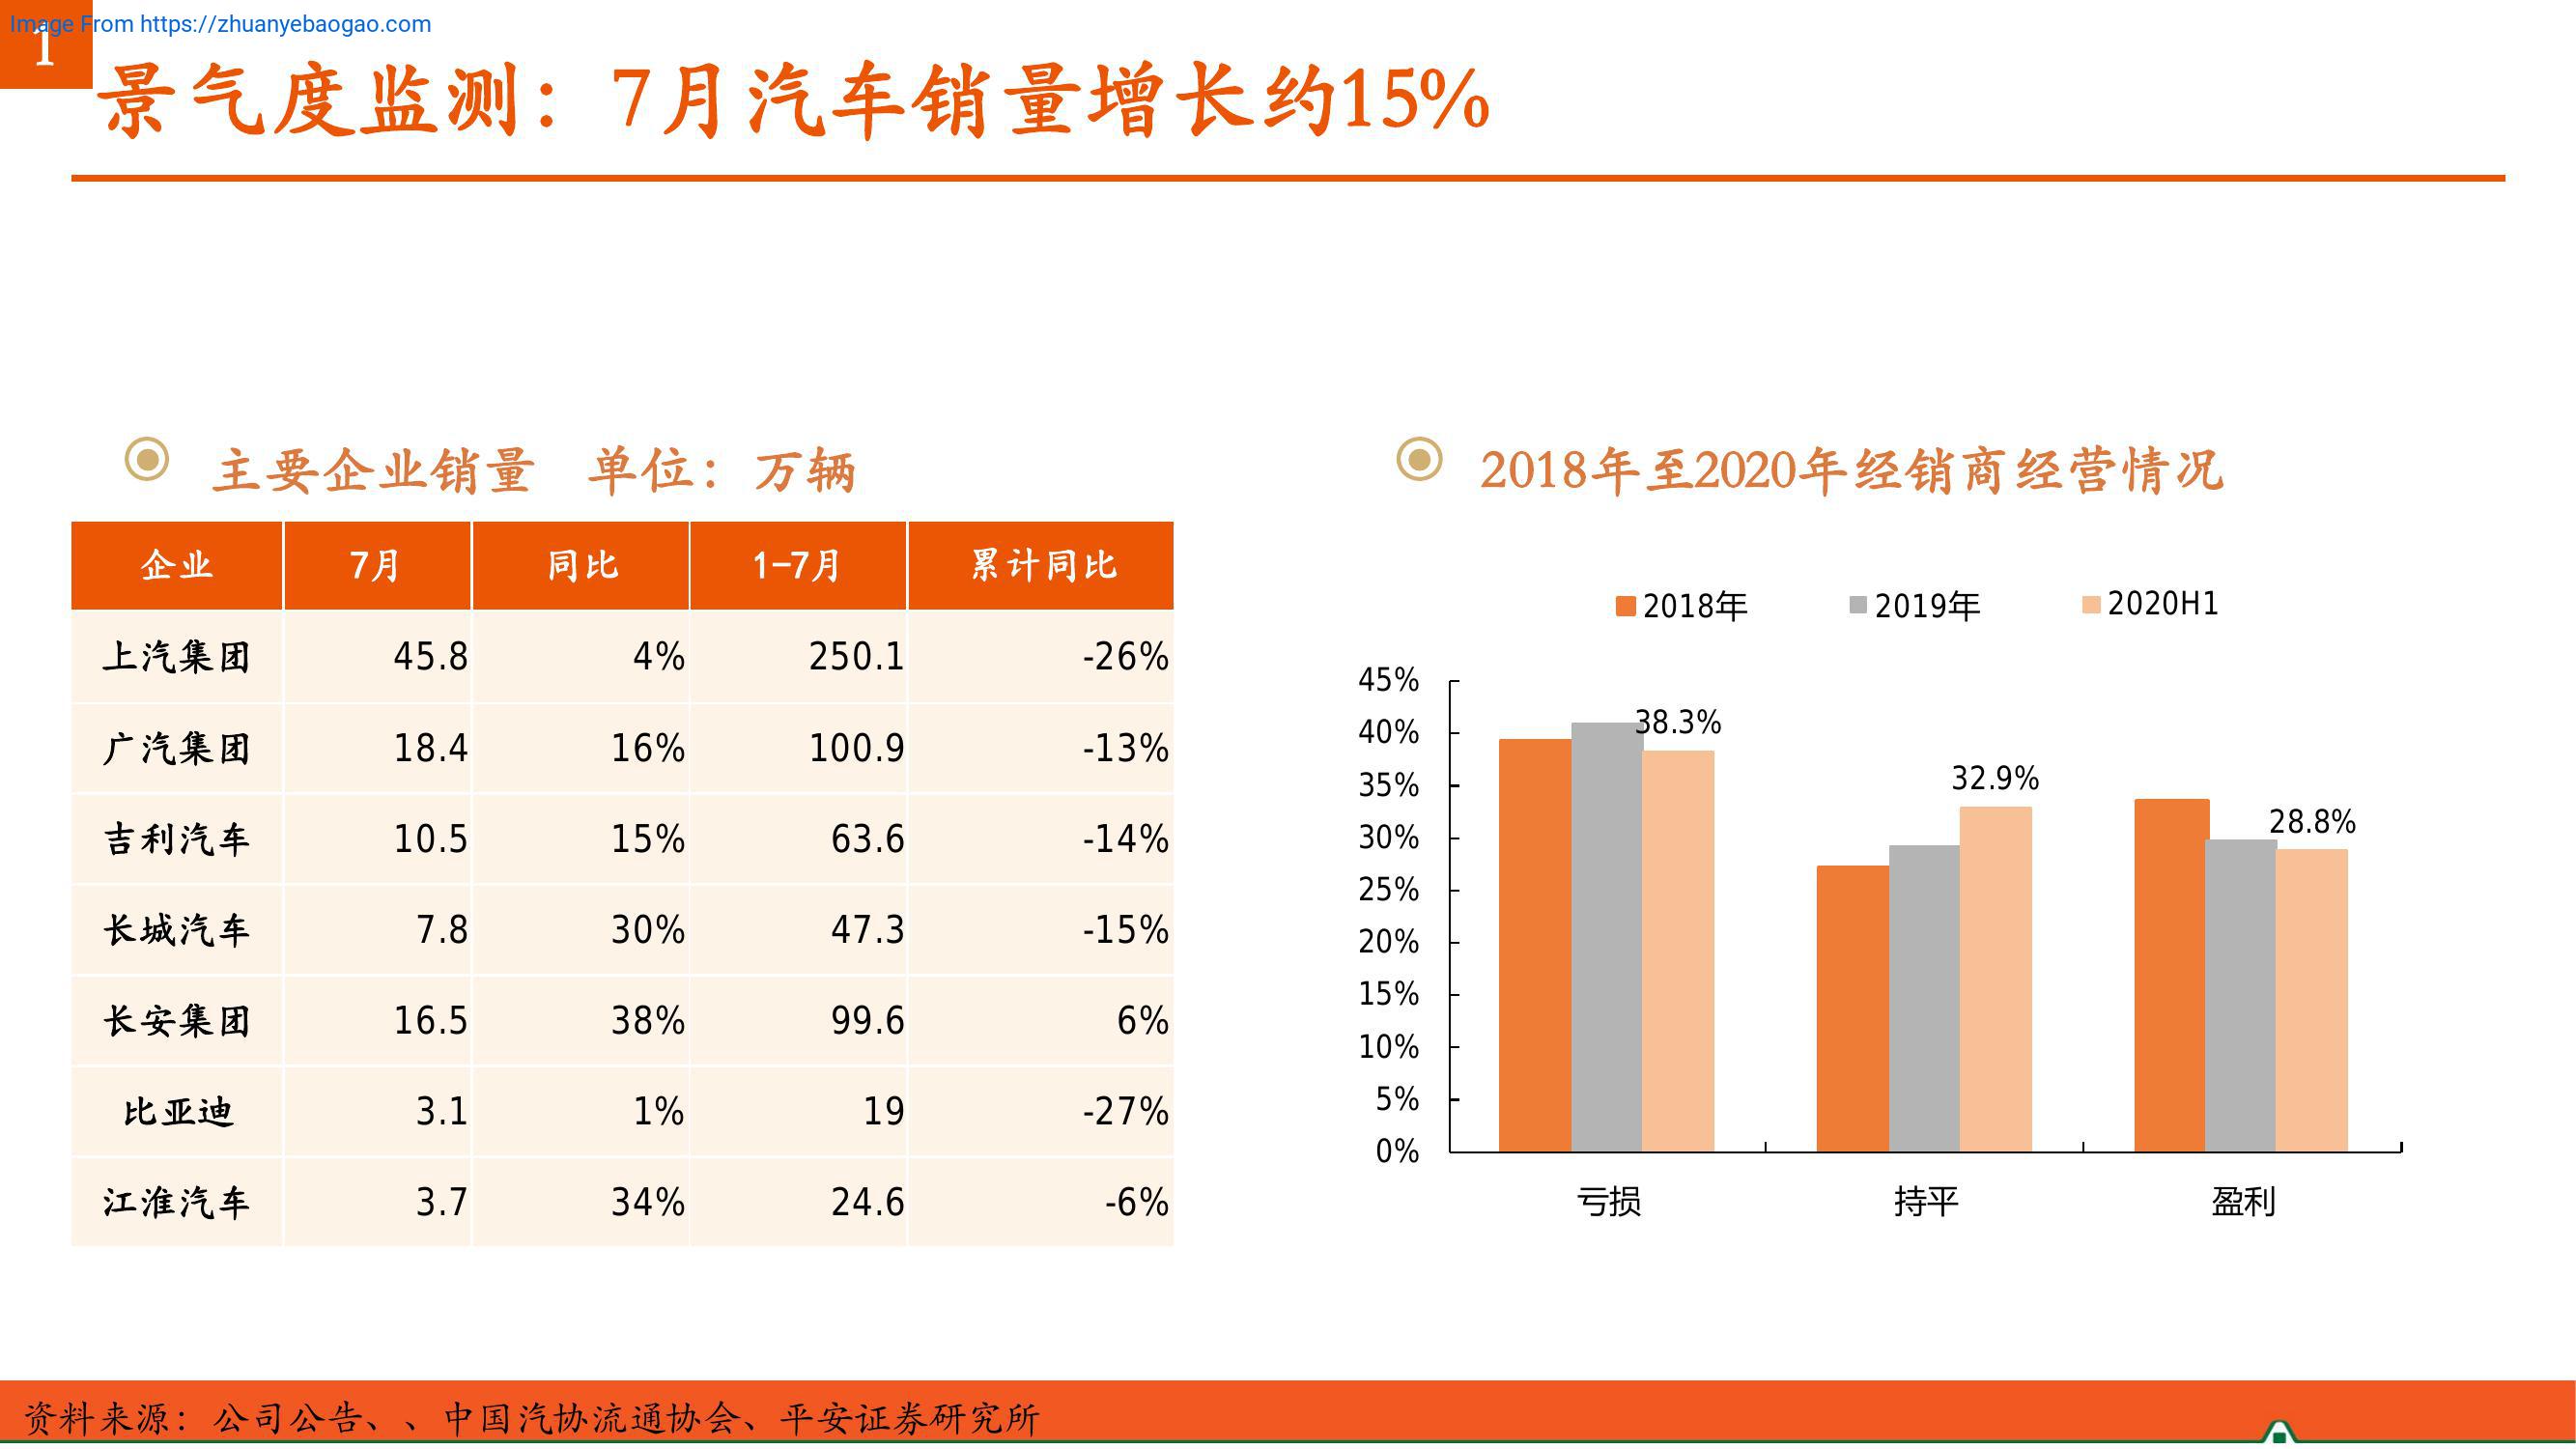 Image From https://zhuanyebaogao.com
1
景气度监测：7月汽车销量增长约15%
主要企业销量 单位：万辆
企业 7月 同比 1-7月 累计同比
上汽集团 45.8 4% 250.1 -26%
广汽集团 18.4 16% 100.9 -13%
吉利汽车 10.5 15% 63.6 -14%
长城汽车 7.8 30% 47.3 -15%
长安集团 16.5 38% 99.6 6%
比亚迪 3.1 1% 19 -27%
江淮汽车 3.7 34% 24.6 -6%
2018年至2020年经销商经营情况
2018年 2019年 2020H1
45%
40%
35%
30%
25%
20%
15%
10%
5%
0%
38.3%
32.9%
28.8%
亏损 持平 盈利
资料来源：公司公告、、中国汽协流通协会、平安证券研究所